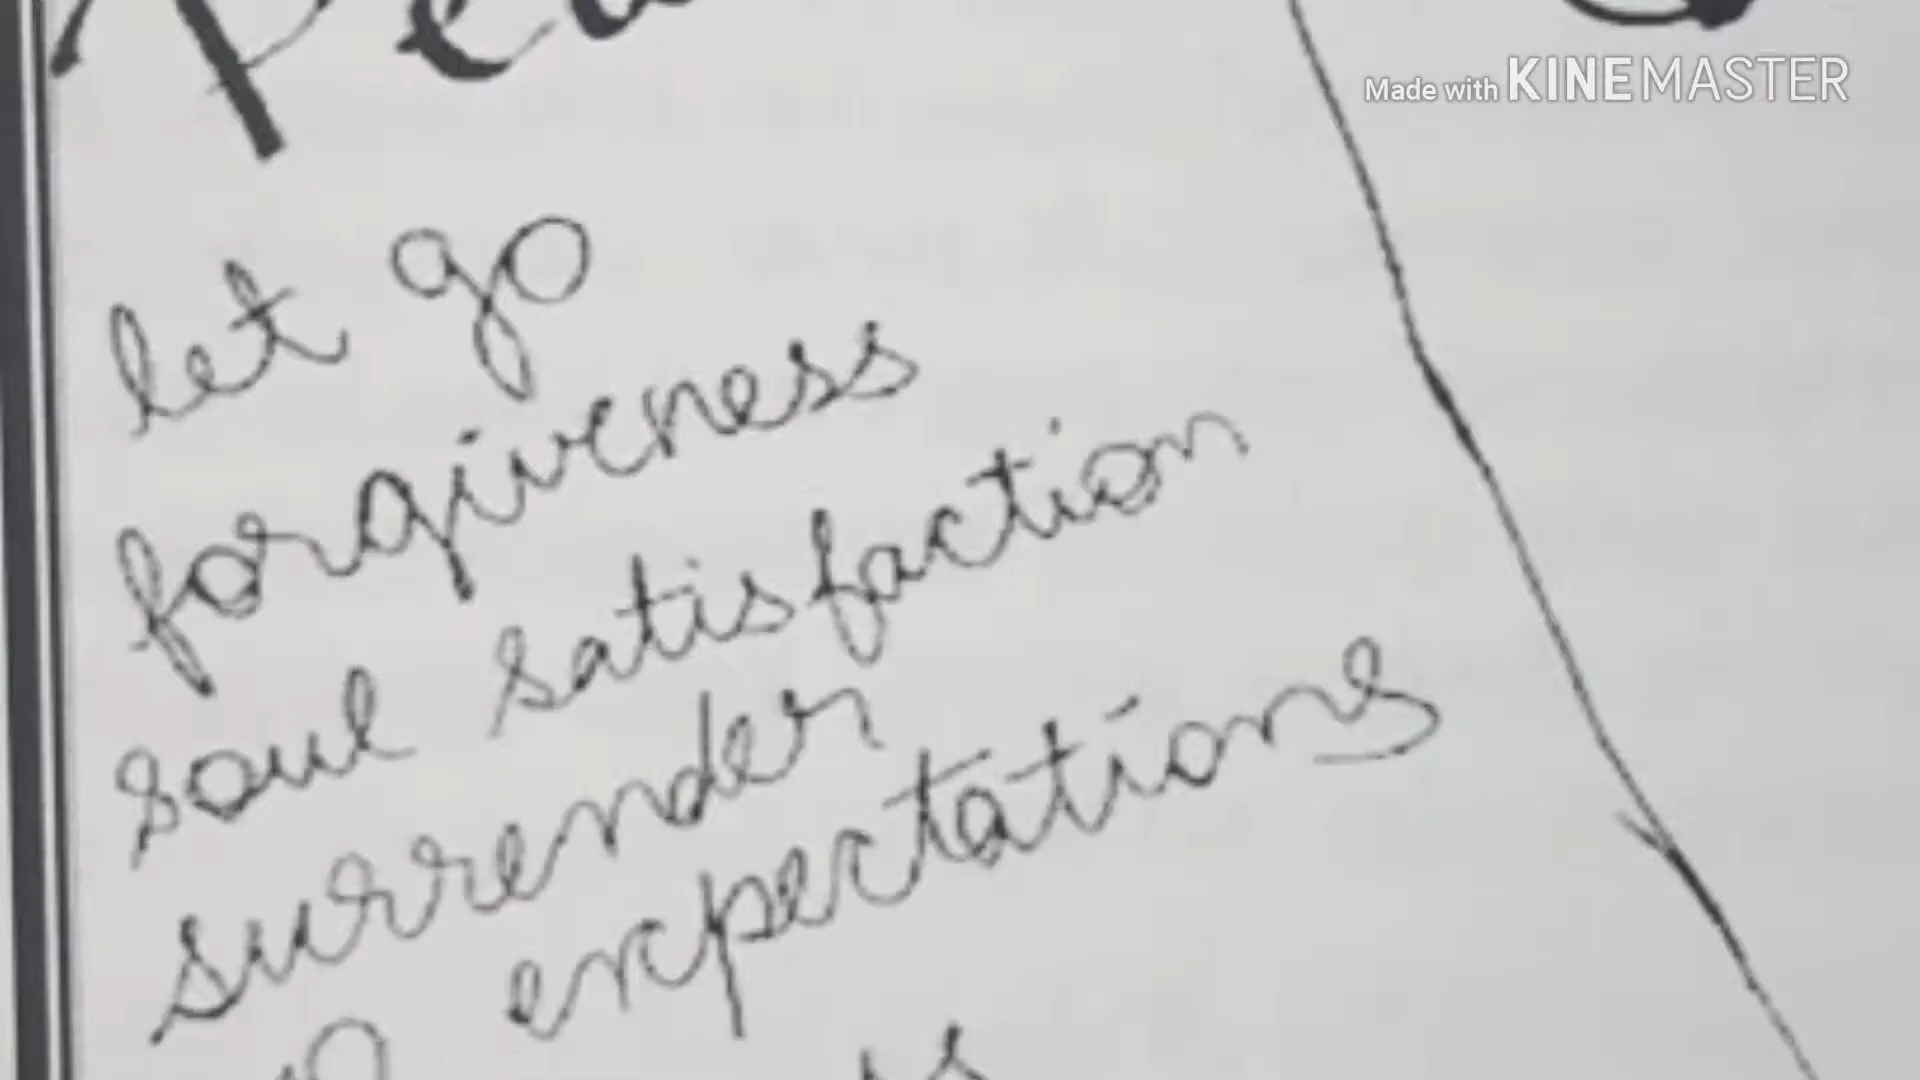 Made with KINEMASTER
let go
forgiveness
soul satisfaction
surrender
expectations